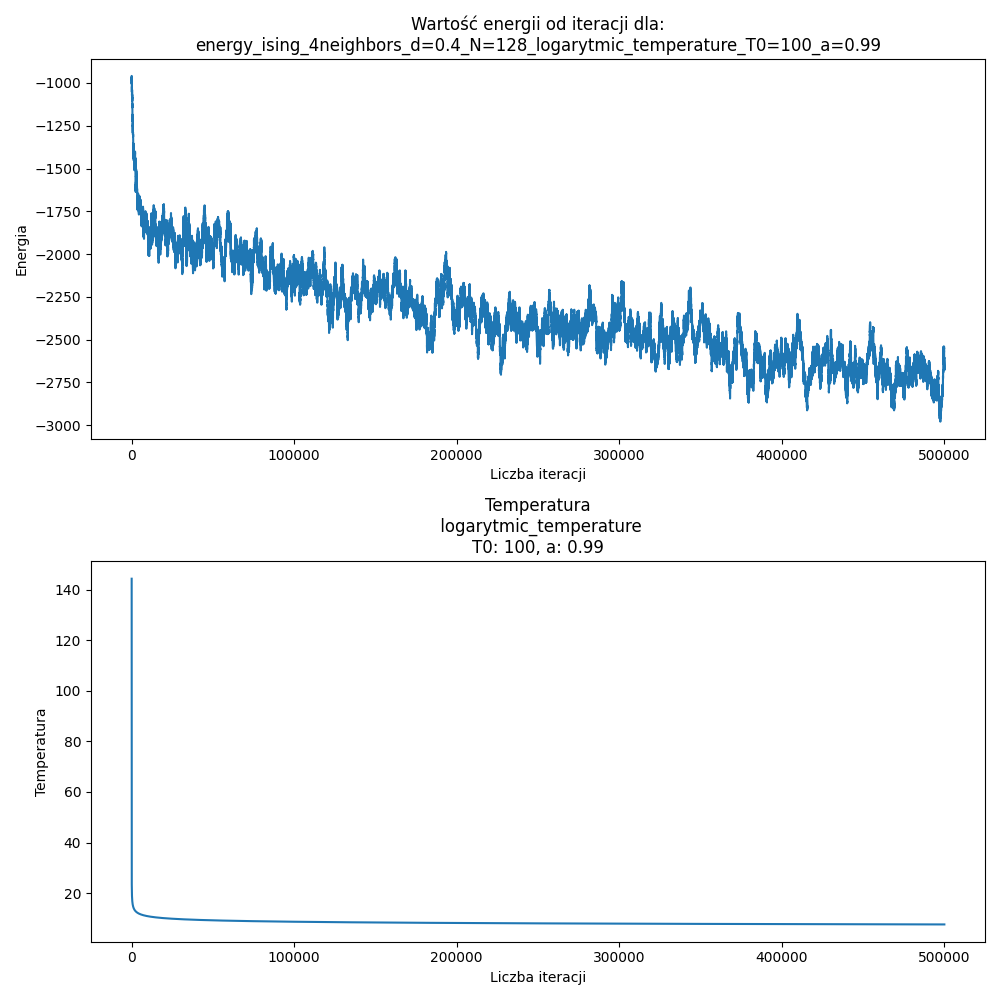 Wartość energii od iteracji dla:
energy_ising_4neighbors_d=0.4_N=128_logarytmic_temperature_T0=100_a=0.99
−1000
−1250
−1500
−1750
−2000
−2250
−2500
−2750
−3000
Energia
0 100000 200000 300000 400000 500000
Liczba iteracji
Temperatura
logarytmic_temperature
T0: 100, a: 0.99
140
120
100
80
60
40
20
Temperatura
0 100000 200000 300000 400000 500000
Liczba iteracji